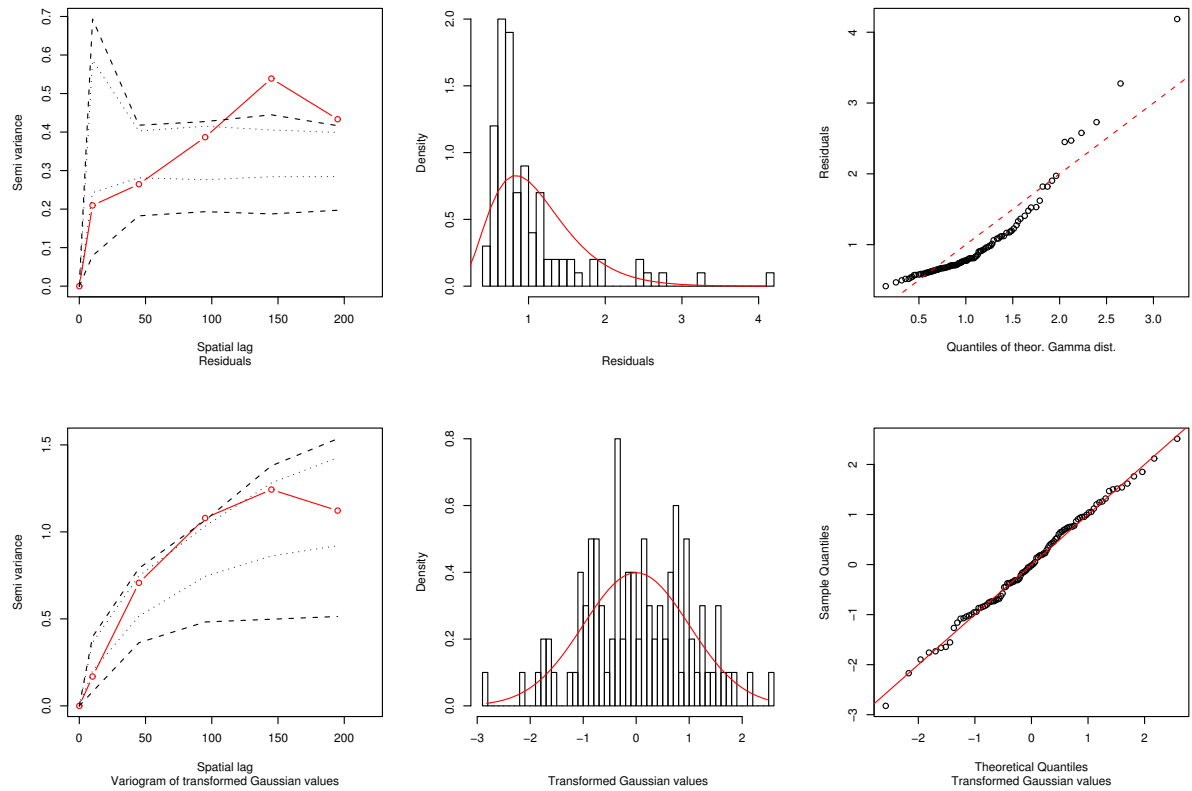 0.7
0.6
0.5
0.4
0.3
0.2
0.1
0.0
Semi variance
0 50 100 150 200
Spatial lag
Residuals
2.0
1.5
1.0
0.5
0.0
Density
1 2 3 4
Residuals
4
3
2
1
Residuals
0.5 1.0 1.5 2.0 2.5 3.0
Quantiles of theor. Gamma dist.
1.5
1.0
0.5
0.0
Semi variance
0 50 100 150 200
Spatial lag
Variogram of transformed Gaussian values
0.8
0.6
0.4
0.2
0.0
Density
−3 −2 −1 0 1 2
Transformed Gaussian values
2
1
0
−1
−2
−3
Sample Quantiles
−2 −1 0 1 2
Theoretical Quantiles
Transformed Gaussian values